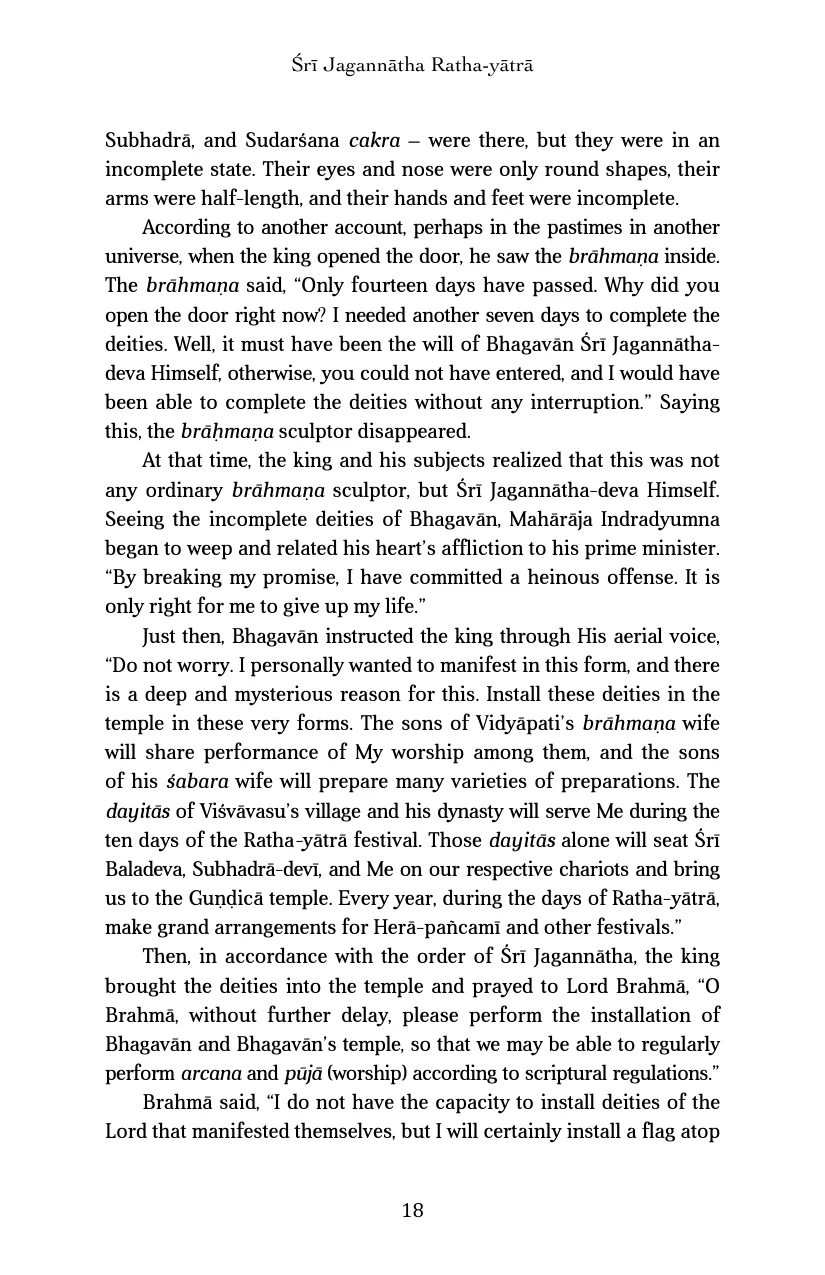 Śrī Jagannātha Ratha-yātrā
Subhadrā, and Sudarśana cakra – were there, but they were in an
incomplete state. Their eyes and nose were only round shapes, their
arms were half-length, and their hands and feet were incomplete.
According to another account, perhaps in the pastimes in another
universe, when the king opened the door, he saw the brāhmaṇa inside.
The brāhmaṇa said, “Only fourteen days have passed. Why did you
open the door right now? I needed another seven days to complete the
deities. Well, it must have been the will of Bhagavān Śrī Jagannātha-
deva Himself, otherwise, you could not have entered, and I would have
been able to complete the deities without any interruption.” Saying
this, the brāḥmaṇa sculptor disappeared.
At that time, the king and his subjects realized that this was not
any ordinary brāhmaṇa sculptor, but Śrī Jagannātha-deva Himself.
Seeing the incomplete deities of Bhagavān, Mahārāja Indradyumna
began to weep and related his heart’s affliction to his prime minister.
“By breaking my promise, I have committed a heinous offense. It is
only right for me to give up my life.”
Just then, Bhagavān instructed the king through His aerial voice,
“Do not worry. I personally wanted to manifest in this form, and there
is a deep and mysterious reason for this. Install these deities in the
temple in these very forms. The sons of Vidyāpati’s brāhmaṇa wife
will share performance of My worship among them, and the sons
of his śabara wife will prepare many varieties of preparations. The
dayitās of Viśvāvasu’s village and his dynasty will serve Me during the
ten days of the Ratha-yātrā festival. Those dayitās alone will seat Śrī
Baladeva, Subhadrā-devī, and Me on our respective chariots and bring
us to the Guṇḍicā temple. Every year, during the days of Ratha-yātrā,
make grand arrangements for Herā-pañcamī and other festivals.”
Then, in accordance with the order of Śrī Jagannātha, the king
brought the deities into the temple and prayed to Lord Brahmā, “O
Brahmā, without further delay, please perform the installation of
Bhagavān and Bhagavān’s temple, so that we may be able to regularly
perform arcana and pūjā (worship) according to scriptural regulations.”
Brahmā said, “I do not have the capacity to install deities of the
Lord that manifested themselves, but I will certainly install a flag atop
18